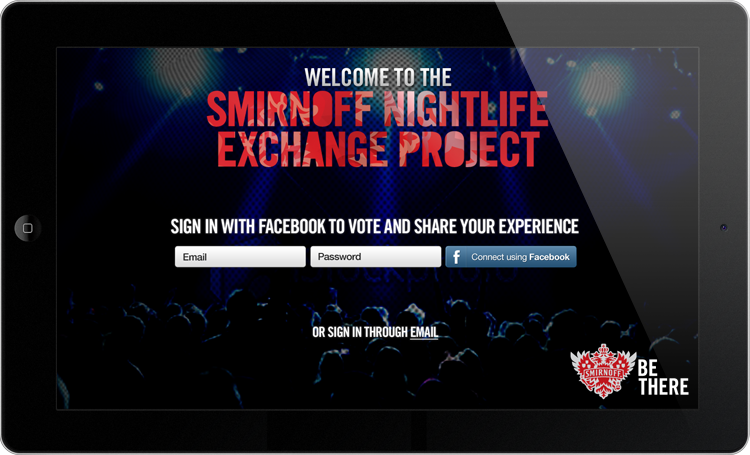 WELCOME TO THE
SMIRNOFF NIGHTLIFE
EXCHANGE PROJECT
SIGN IN WITH FACEBOOK TO VOTE AND SHARE YOUR EXPERIENCE
Email
Password
f
Connect using Facebook
OR SIGN IN THROUGH EMAIL
SMIRNOFF
BE
THERE